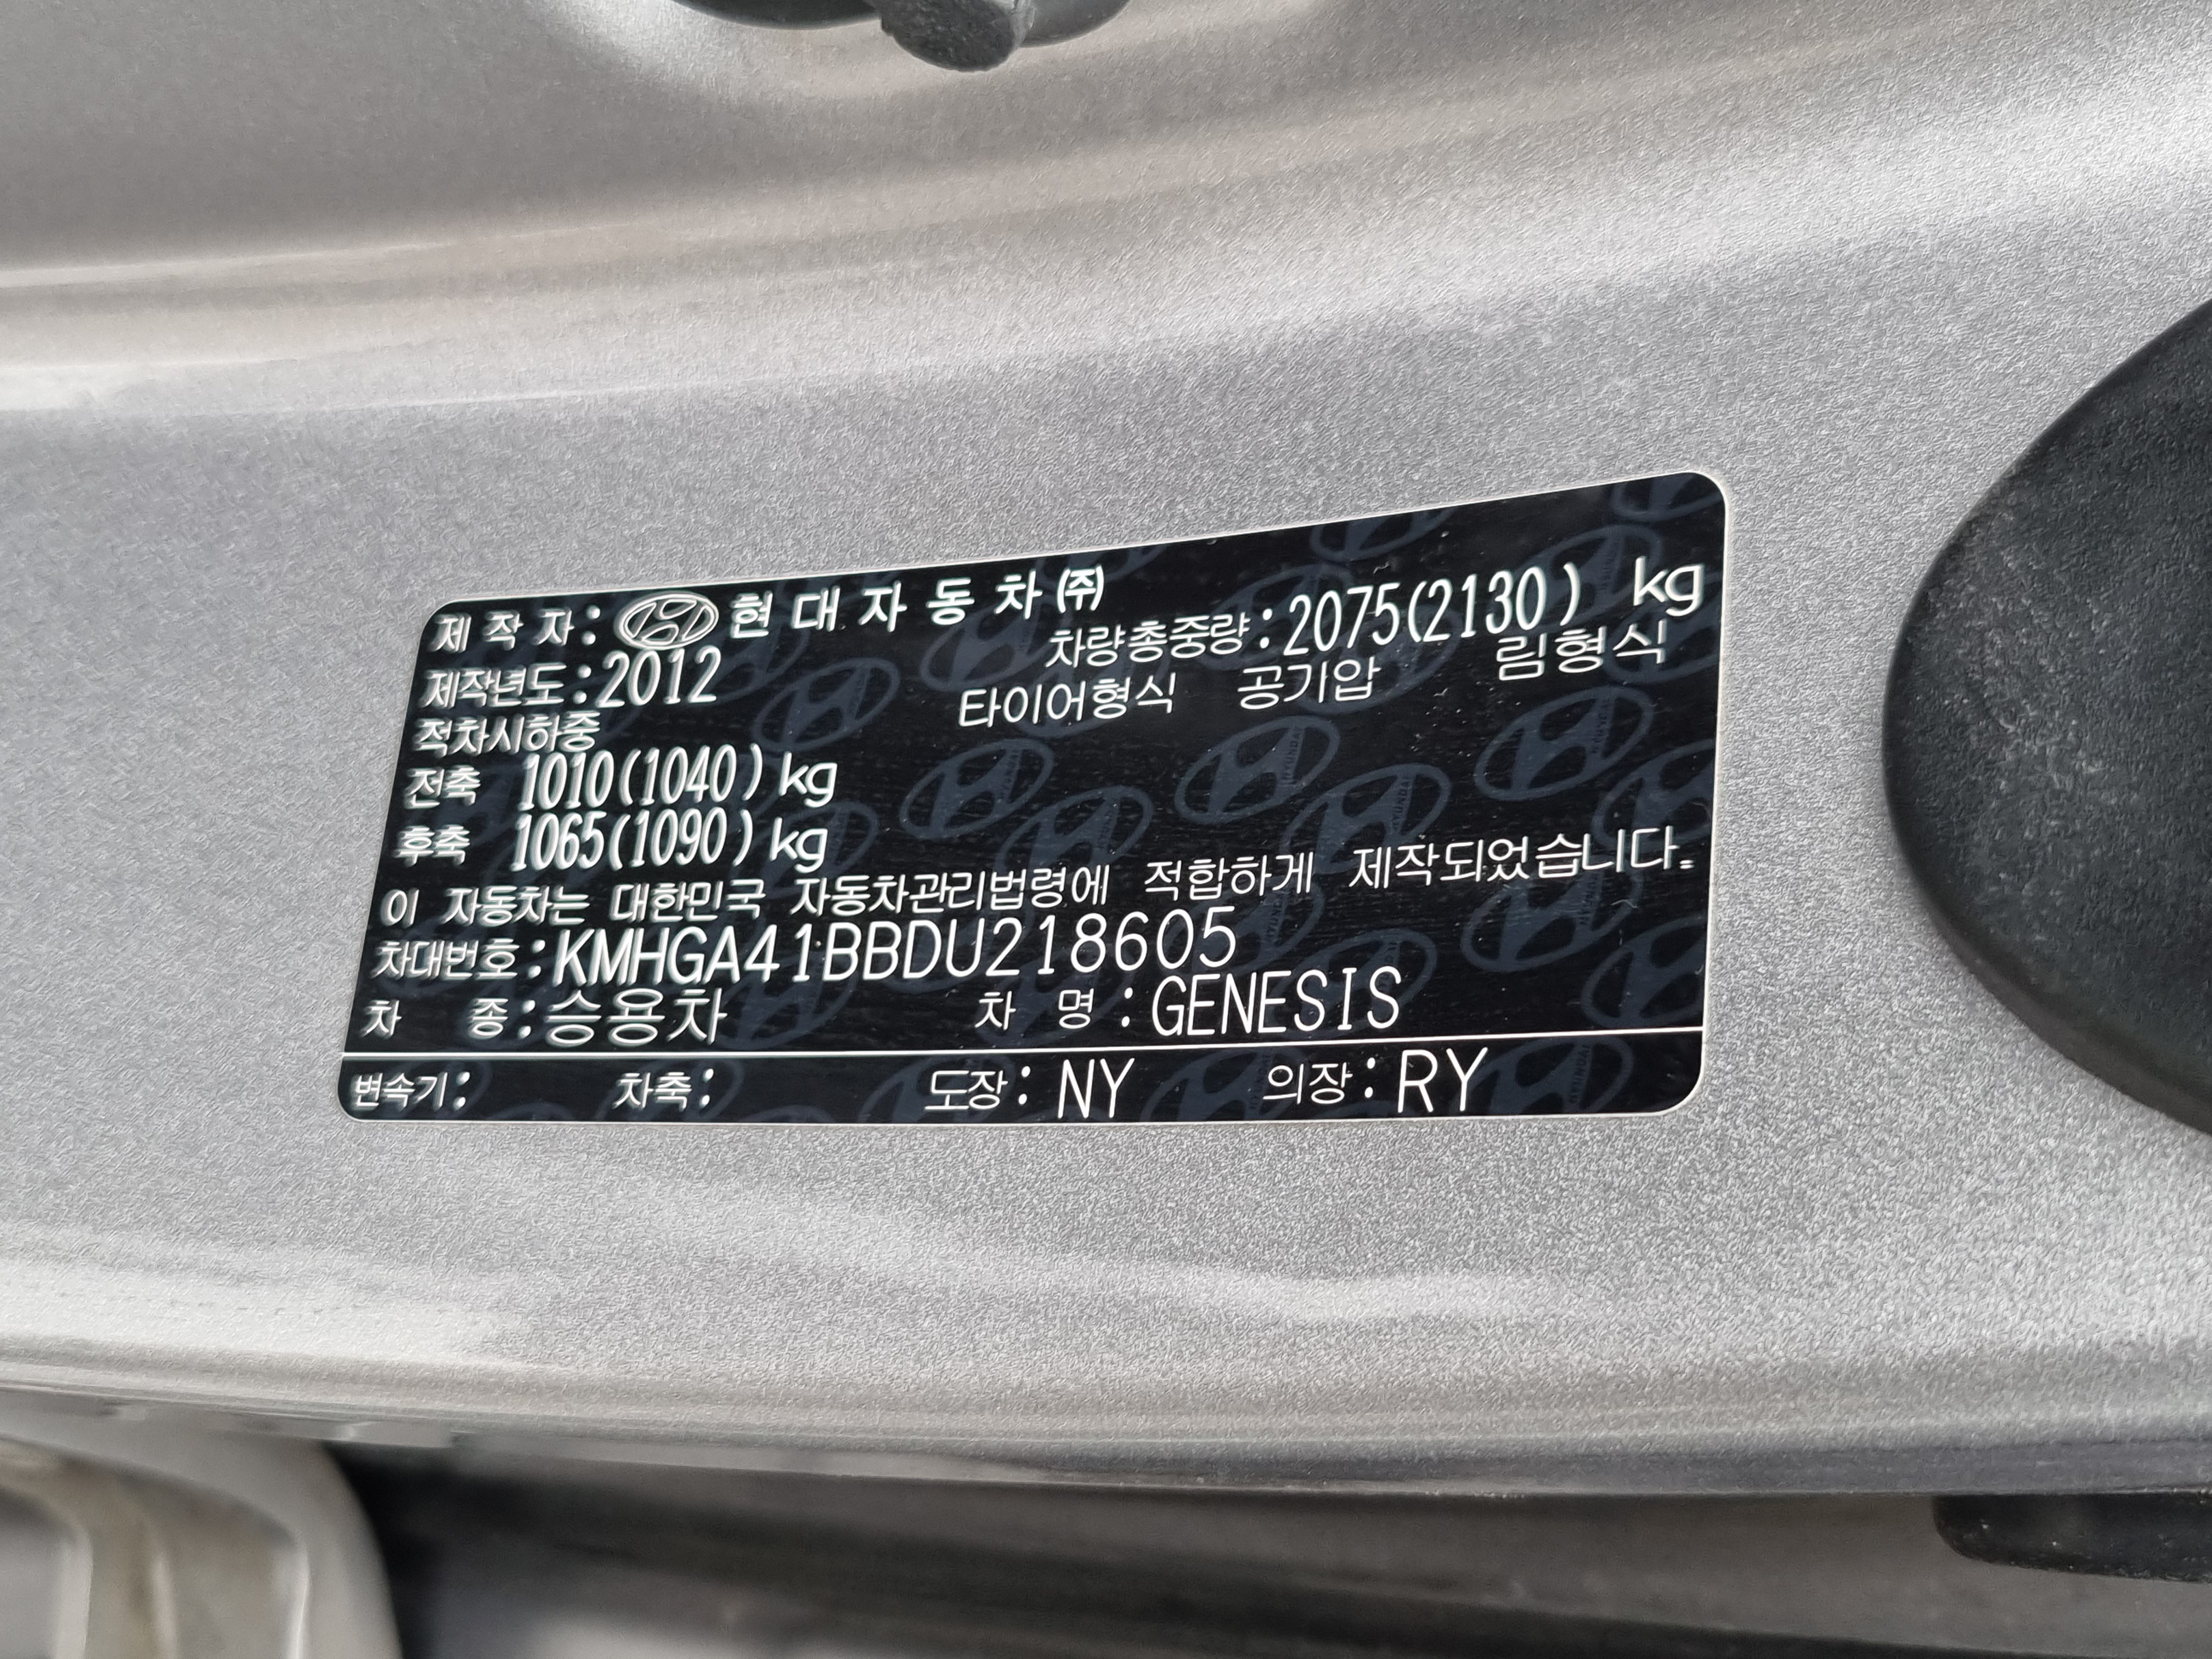 제 작 자: 현대자동차㈜
차량총중량:2075(2130) kg
제작년도:2012
타이어형식 공기압 림형식
적차시하중
전축 1010(1040) kg
후축 1065(1090) kg
이 자동차는 대한민국 자동차관리법령에 적합하게 제작되었습니다.
차대번호:KMHGA41BBDU218605
차 종:승용차 차 명:GENESIS
변속기: 차축: 도장: NY 의장:RY